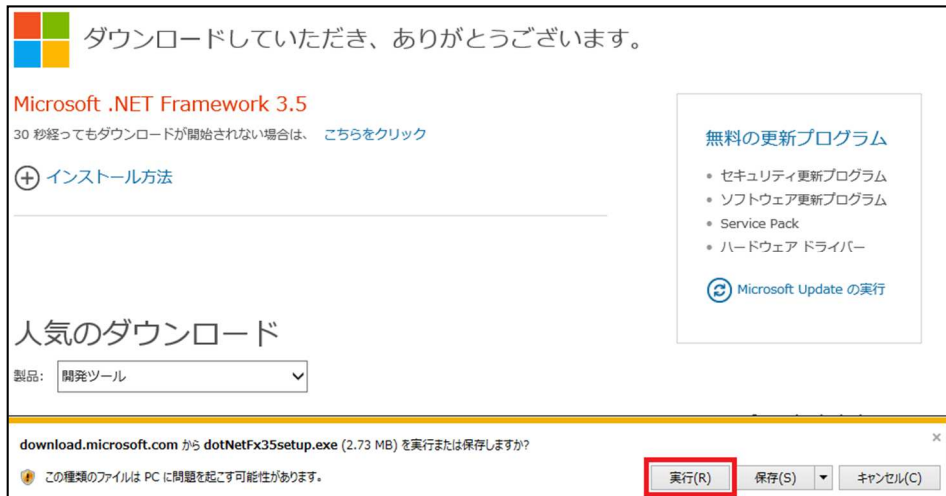 ダウンロードしていただき、ありがとうございます。
Microsoft .NET Framework 3.5
30 秒経ってもダウンロードが開始されない場合は、 こちらをクリック
インストール方法
無料の更新プログラム
• セキュリティ更新プログラム
• ソフトウェア更新プログラム
• Service Pack
• ハードウェア ドライバー
Microsoft Update の実行
人気のダウンロード
製品: 開発ツール
download.microsoft.com から dotNetFx35setup.exe (2.73 MB) を実行または保存しますか?
この種類のファイルは PC に問題を起こす可能性があります。
実行(R) 保存(S) キャンセル(C)